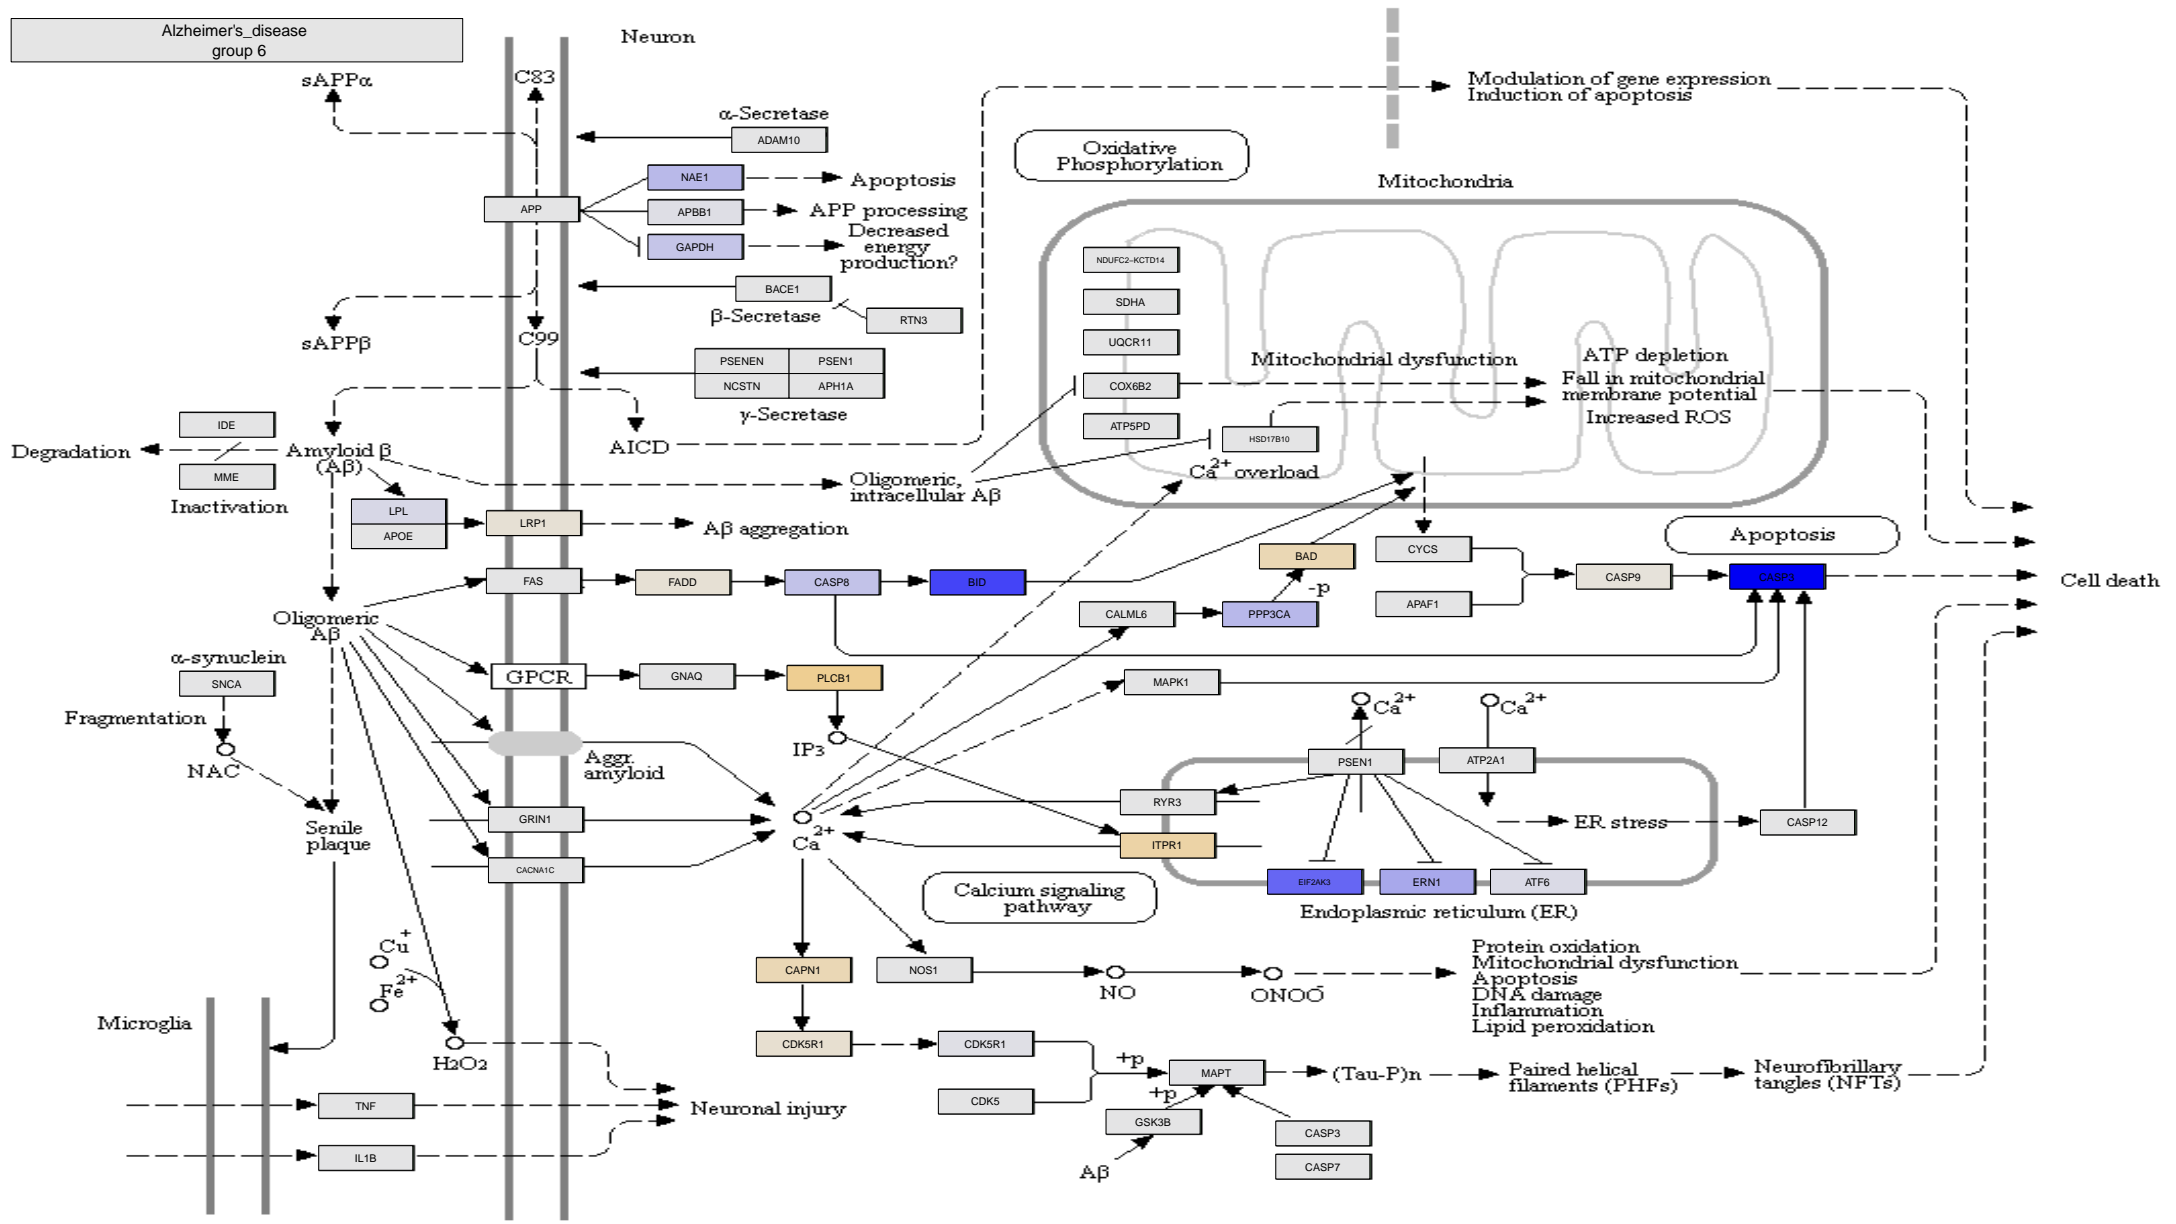 Alzheimer's_disease
group 6
Neuron
sAPPα
C83
α-Secretase
ADAM10
Modulation of gene expression
Induction of apoptosis
Oxidative
Phosphorylation
Mitochondria
NAE1
Apoptosis
APP
APBB1
APP processing
GAPDH
Decreased
energy
production?
BACE1
β-Secretase
RTN3
sAPPβ
C99
PSENEN
PSEN1
NCSTN
APH1A
γ-Secretase
NDUFC2-KCTD14
SDHA
UQCR11
COX6B2
ATP5PD
HSD17B10
Mitochondrial dysfunction
ATP depletion
Fall in mitochondrial
membrane potential
Increased ROS
Ca2+ overload
IDE
Degradation
MME
Inactivation
Amyloid β
(Aβ)
AICD
Oligomeric,
intracellular Aβ
LPL
APOE
LRP1
Aβ aggregation
FAS
FADD
CASP8
BID
BAD
-p
CYCS
APAF1
CASP9
Apoptosis
CASP3
Cell death
CALML6
PPP3CA
Oligomeric
Aβ
α-synuclein
SNCA
Fragmentation
NAC
GPCR
GNAQ
PLCB1
IP3
MAPK1
Aggr.
amyloid
GRIN1
CACNA1C
Senile
plaque
Ca2+
Ca2+
Ca2+
PSEN1
ATP2A1
RYR3
ITPR1
ER stress
CASP12
EIF2AK3
ERN1
ATF6
Endoplasmic reticulum (ER)
Calcium signaling
pathway
Cu+
Fe2+
H2O2
Microglia
TNF
IL1B
Neuronal injury
CAPN1
NOS1
NO
ONOO-
Protein oxidation
Mitochondrial dysfunction
Apoptosis
DNA damage
Inflammation
Lipid peroxidation
CDK5R1
CDK5R1
CDK5
+p
MAPT
+p
GSK3B
Aβ
CASP3
CASP7
(Tau-P)n
Paired helical
filaments (PHFs)
Neurofibrillary
tangles (NFTs)